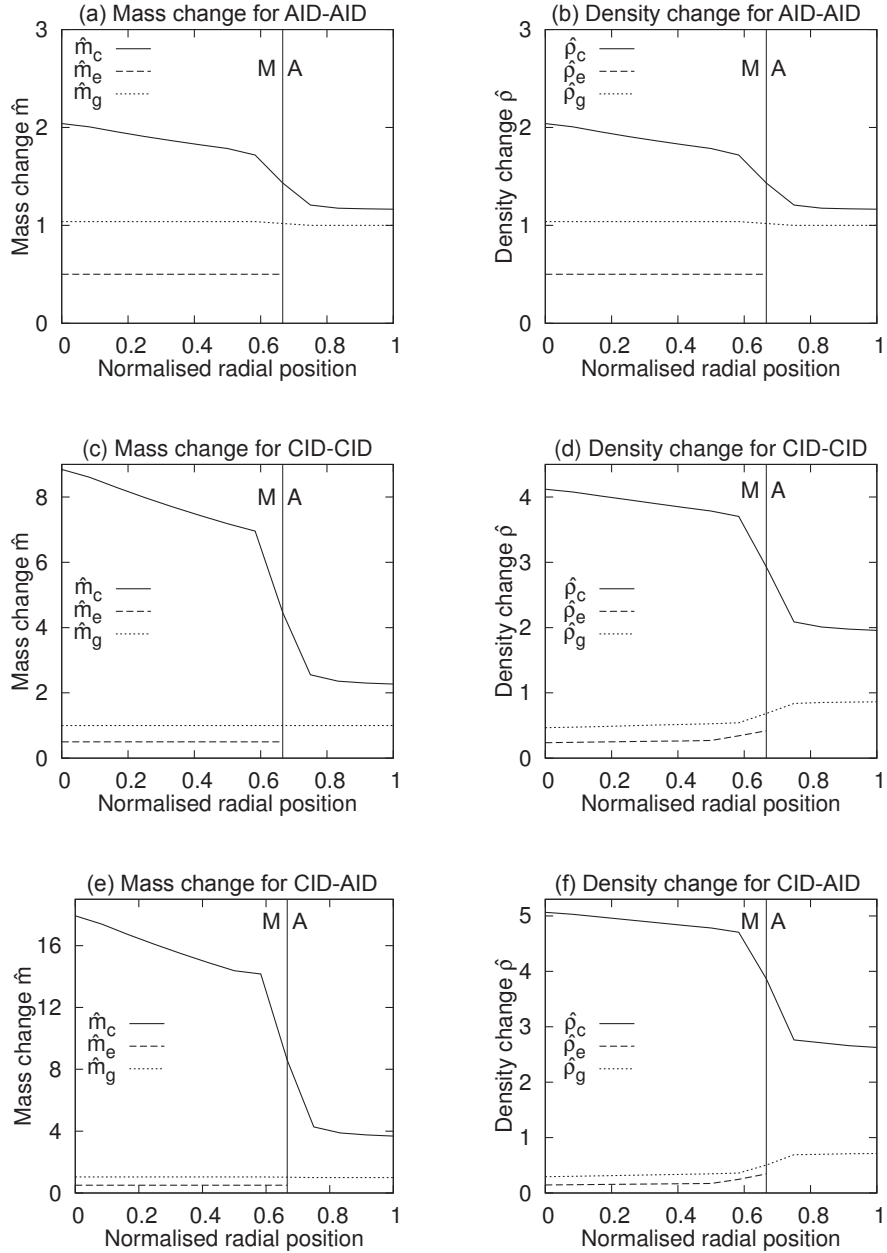 (a) Mass change for AID-AID
Mass change m̂
3
2
1
0
m̂c
m̂e
m̂g
M A
0 0.2 0.4 0.6 0.8 1
Normalised radial position
(b) Density change for AID-AID
Density change ρ̂
3
2
1
0
ρ̂c
ρ̂e
ρ̂g
M A
0 0.2 0.4 0.6 0.8 1
Normalised radial position
(c) Mass change for CID-CID
Mass change m̂
8
6
4
2
0
m̂c
m̂e
m̂g
M A
0 0.2 0.4 0.6 0.8 1
Normalised radial position
(d) Density change for CID-CID
Density change ρ̂
4
3
2
1
0
ρ̂c
ρ̂e
ρ̂g
M A
0 0.2 0.4 0.6 0.8 1
Normalised radial position
(e) Mass change for CID-AID
Mass change m̂
16
12
8
4
0
m̂c
m̂e
m̂g
M A
0 0.2 0.4 0.6 0.8 1
Normalised radial position
(f) Density change for CID-AID
Density change ρ̂
5
4
3
2
1
0
ρ̂c
ρ̂e
ρ̂g
M A
0 0.2 0.4 0.6 0.8 1
Normalised radial position